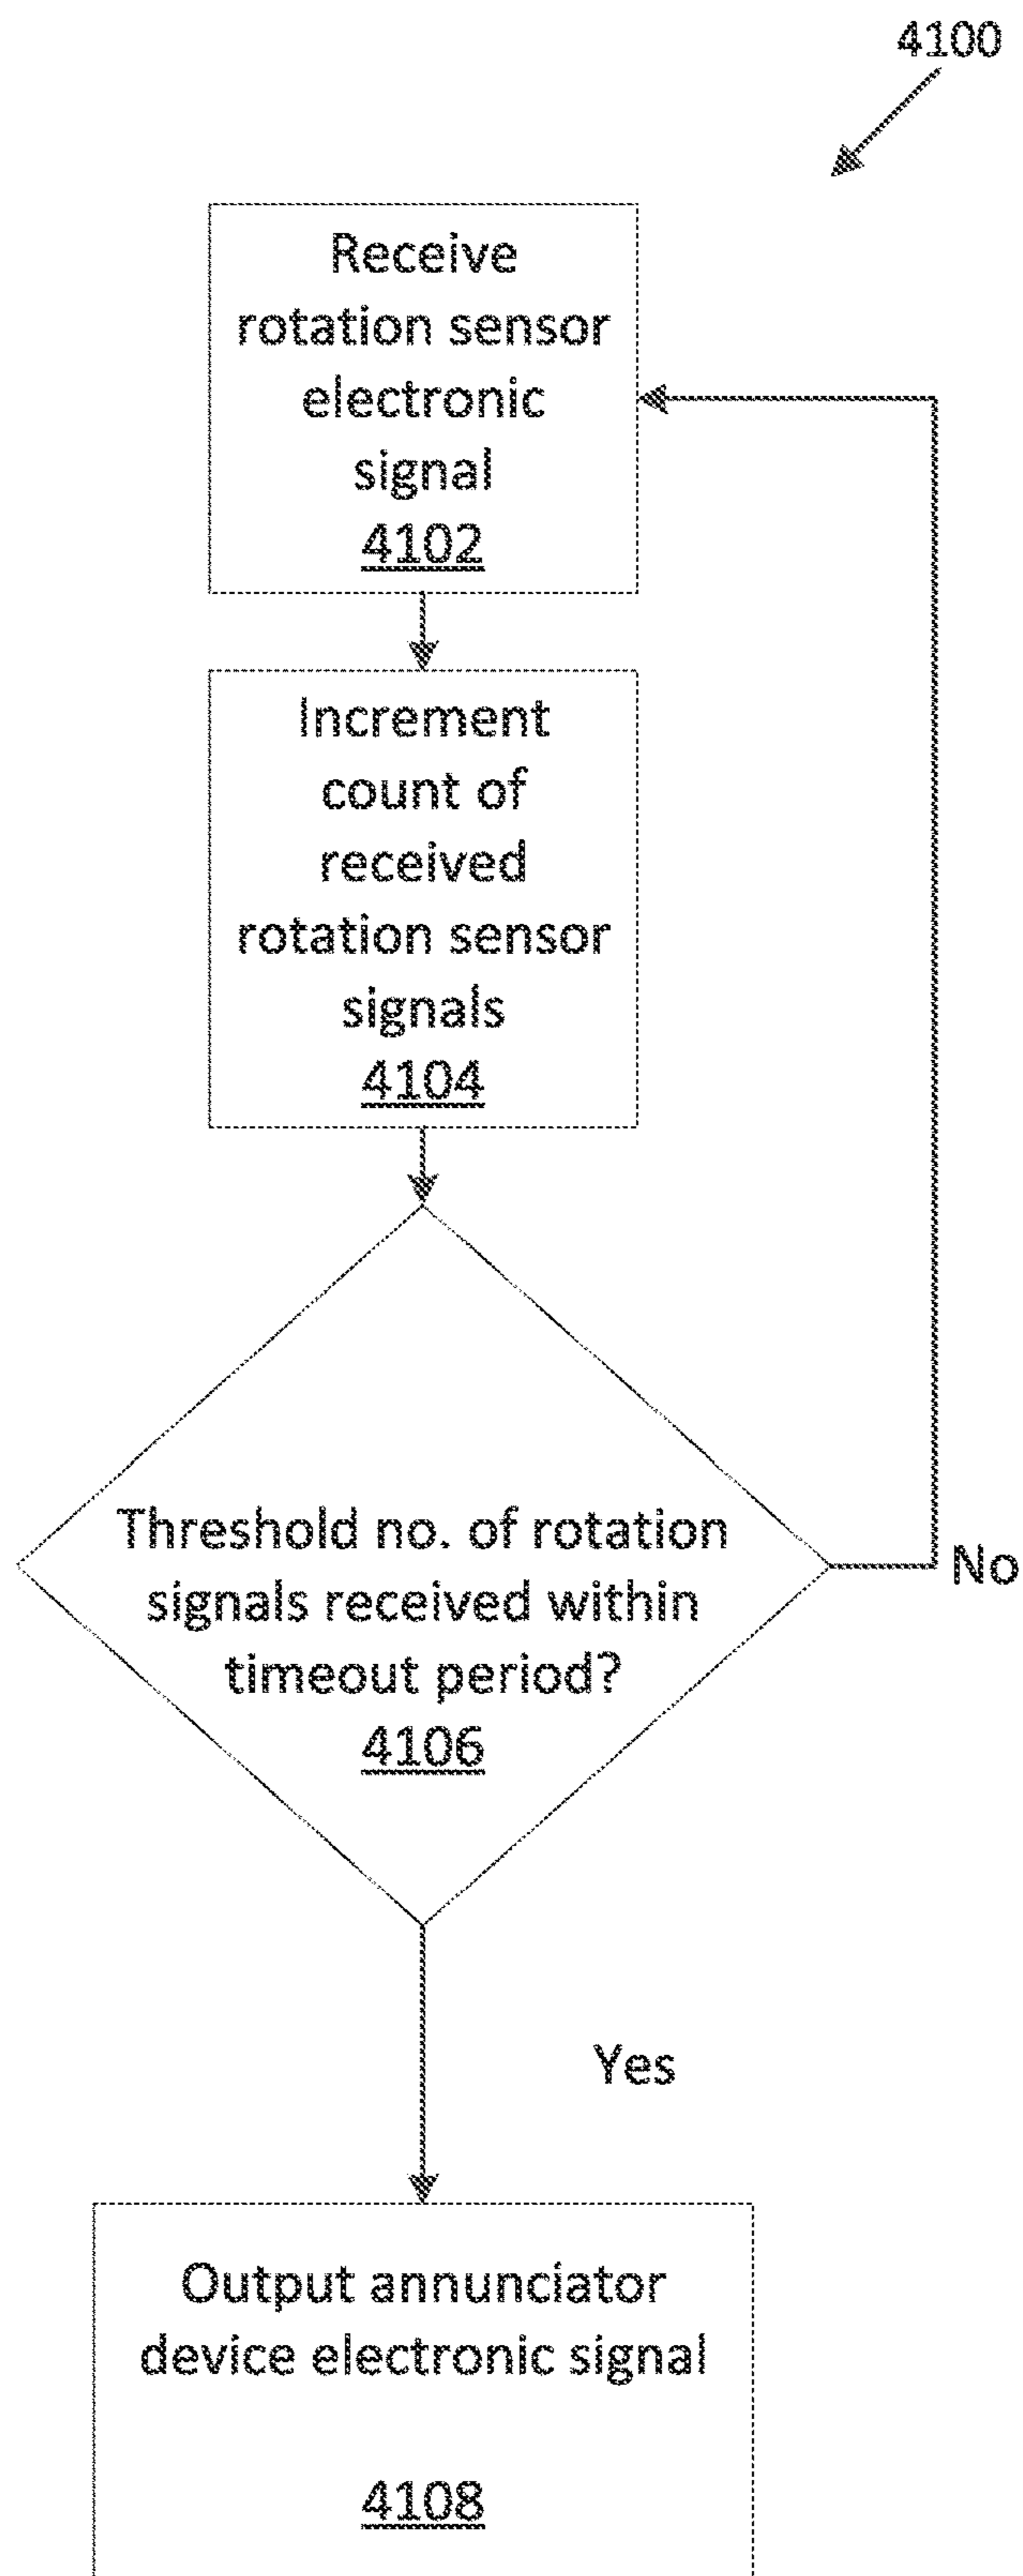 4100
Receive
rotation sensor
electronic
signal
4102
Increment
count of
received
rotation sensor
signals
4104
Threshold no. of rotation
signals received within
timeout period?
4106
No
Yes
Output annunciator
device electronic signal
4108